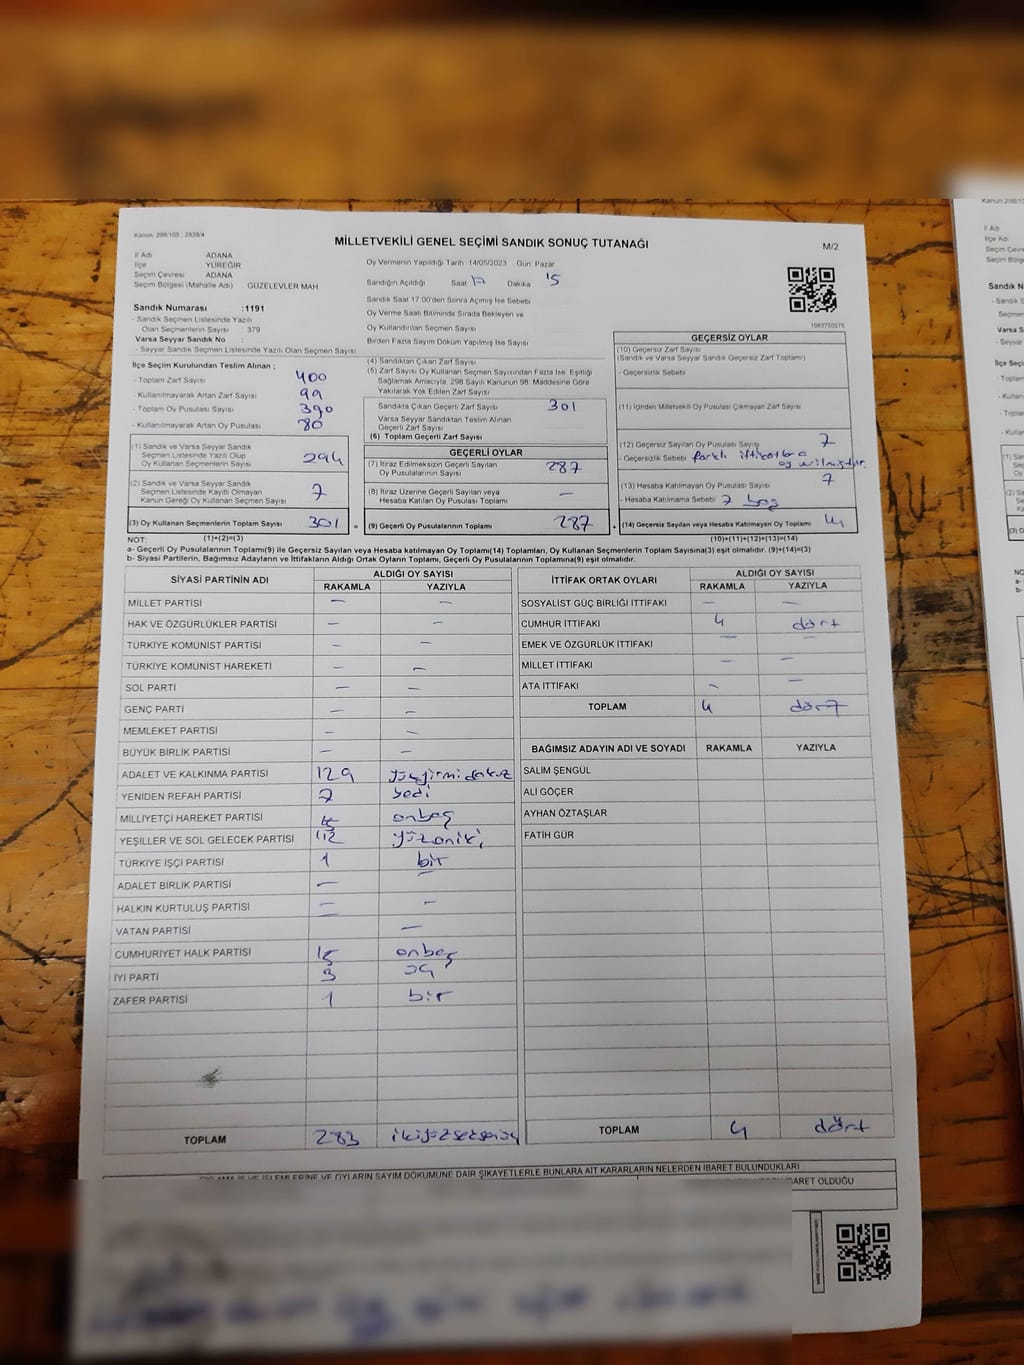 Kanun: 298/105 , 2839/4
MİLLETVEKİLİ GENEL SEÇİMİ SANDIK SONUÇ TUTANAĞI
M/2
İl Adı ADANA
İlçe YÜREĞİR
Seçim Çevresi ADANA
Seçim Bölgesi (Mahalle Adı) GÜZELEVLER MAH
Sandık Numarası :1191
- Sandık Seçmen Listesinde Yazılı
Olan Seçmenlerin Sayısı : 379
Varsa Seyyar Sandık No :
- Seyyar Sandık Seçmen Listesinde Yazılı Olan Seçmen Sayısı
İlçe Seçim Kurulundan Teslim Alınan ;
- Toplam Zarf Sayısı 400
- Kullanılmayarak Artan Zarf Sayısı 99
- Toplam Oy Pusulası Sayısı 390
- Kullanılmayarak Artan Oy Pusulası 80
(1) Sandık ve Varsa Seyyar Sandık
Seçmen Listesinde Yazılı Olup
Oy Kullanan Seçmenlerin Sayısı 294
(2) Sandık ve Varsa Seyyar Sandık
Seçmen Listesinde Kayıtlı Olmayan
Kanun Gereği Oy Kullanan Seçmen Sayısı 7
(3) Oy Kullanan Seçmenlerin Toplam Sayısı 301
Oy Vermenin Yapıldığı Tarih 14/05/2023 Gün Pazar
Sandığın Açıldığı Saat 17 Dakika 15
Sandık Saat 17.00'den Sonra Açılmış İse Sebebi
Oy Verme Saati Bitiminde Sırada Bekleyen ve
Oy Kullandırılan Seçmen Sayısı
Birden Fazla Sayım Döküm Yapılmış İse Sayısı
(4) Sandıktan Çıkan Zarf Sayısı
(5) Zarf Sayısı Oy Kullanan Seçmen Sayısından Fazla İse, Eşitliği
Sağlamak Amacıyla, 298 Sayılı Kanunun 98. Maddesine Göre
Yakılarak Yok Edilen Zarf Sayısı
Sandıkta Çıkan Geçerli Zarf Sayısı 301
Varsa Seyyar Sandıktan Teslim Alınan
Geçerli Zarf Sayısı
(6) Toplam Geçerli Zarf Sayısı
GEÇERLİ OYLAR
(7) İtiraz Edilmeksizin Geçerli Sayılan
Oy Pusulalarının Sayısı 287
(8) İtiraz Üzerine Geçerli Sayılan veya
Hesaba Katılan Oy Pusulası Toplamı —
= (9) Geçerli Oy Pusulalarının Toplamı 287 +
1093750575
GEÇERSİZ OYLAR
(10) Geçersiz Zarf Sayısı
(Sandık ve Varsa Seyyar Sandık Geçersiz Zarf Toplamı)
- Geçersizlik Sebebi
(11) İçinden Milletvekili Oy Pusulası Çıkmayan Zarf Sayısı
(12) Geçersiz Sayılan Oy Pusulası Sayısı 7
- Geçersizlik Sebebi farklı ittifaklara
oy verilmiştir.
(13) Hesaba Katılmayan Oy Pusulası Sayısı 7
- Hesaba Katılmama Sebebi 7 boş
(14) Geçersiz Sayılan veya Hesaba Katılmayan Oy Toplamı
NOT: (1)+(2)=(3) (10)+(11)+(12)+(13)=(14)
a- Geçerli Oy Pusulalarının Toplamı(9) ile Geçersiz Sayılan veya Hesaba katılmayan Oy Toplamı(14) Toplamları, Oy Kullanan Seçmenlerin Toplam Sayısına(3) eşit olmalıdır. (9)+(14)=(3)
b- Siyasi Partilerin, Bağımsız Adayların ve İttifakların Aldığı Ortak Oyların Toplamı, Geçerli Oy Pusulalarının Toplamına(9) eşit olmalıdır.
SİYASİ PARTİNİN ADI ALDIĞI OY SAYISI
RAKAMLA YAZIYLA
MİLLET PARTİSİ — —
HAK VE ÖZGÜRLÜKLER PARTİSİ — —
TÜRKİYE KOMÜNİST PARTİSİ — —
TÜRKİYE KOMÜNİST HAREKETİ — —
SOL PARTİ — —
GENÇ PARTİ — —
MEMLEKET PARTİSİ — —
BÜYÜK BİRLİK PARTİSİ — —
ADALET VE KALKINMA PARTİSİ 129 yüzyirmidokuz
YENİDEN REFAH PARTİSİ 7 yedi
MİLLİYETÇİ HAREKET PARTİSİ 15 onbeş
YEŞİLLER VE SOL GELECEK PARTİSİ 112 yüzoniki
TÜRKİYE İŞÇİ PARTİSİ 1 bir
ADALET BİRLİK PARTİSİ — —
HALKIN KURTULUŞ PARTİSİ — —
VATAN PARTİSİ — —
CUMHURİYET HALK PARTİSİ 15 onbeş
İYİ PARTİ 3 üç
ZAFER PARTİSİ 1 bir
TOPLAM 283
İTTİFAK ORTAK OYLARI ALDIĞI OY SAYISI
RAKAMLA YAZIYLA
SOSYALİST GÜÇ BİRLİĞİ İTTİFAKI — —
CUMHUR İTTİFAKI 4 dört
EMEK VE ÖZGÜRLÜK İTTİFAKI — —
MİLLET İTTİFAKI — —
ATA İTTİFAKI — —
TOPLAM 4 dört
BAĞIMSIZ ADAYIN ADI VE SOYADI RAKAMLA YAZIYLA
SALİM ŞENGÜL
ALİ GÖÇER
AYHAN ÖZTAŞLAR
FATİH GÜR
TOPLAM 4 dört
İŞLEMLERİNE VE OYLARIN SAYIM DÖKÜMÜNE DAİR ŞİKAYETLERLE BUNLARA AİT KARARLARIN NELERDEN İBARET BULUNDUKLARI
İBARET OLDUĞU